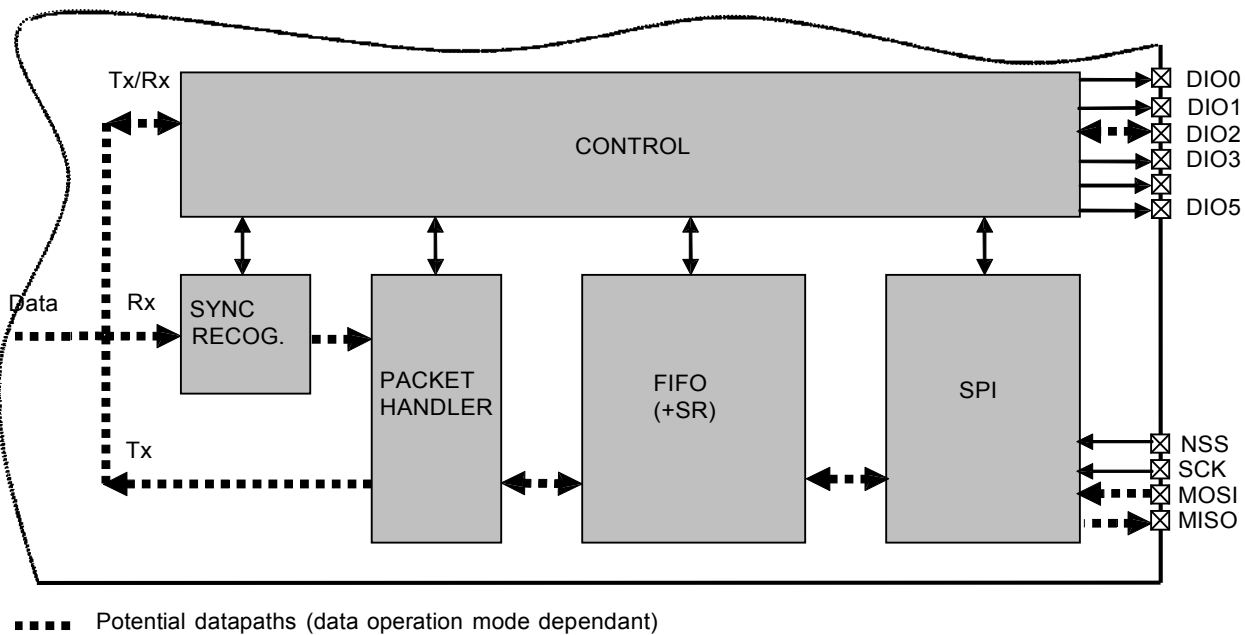 Tx/Rx
CONTROL
DIO0
DIO1
DIO2
DIO3
DIO5
Data
Rx
SYNC
RECOG.
PACKET
HANDLER
FIFO
(+SR)
SPI
Tx
NSS
SCK
MOSI
MISO
Potential datapaths (data operation mode dependant)